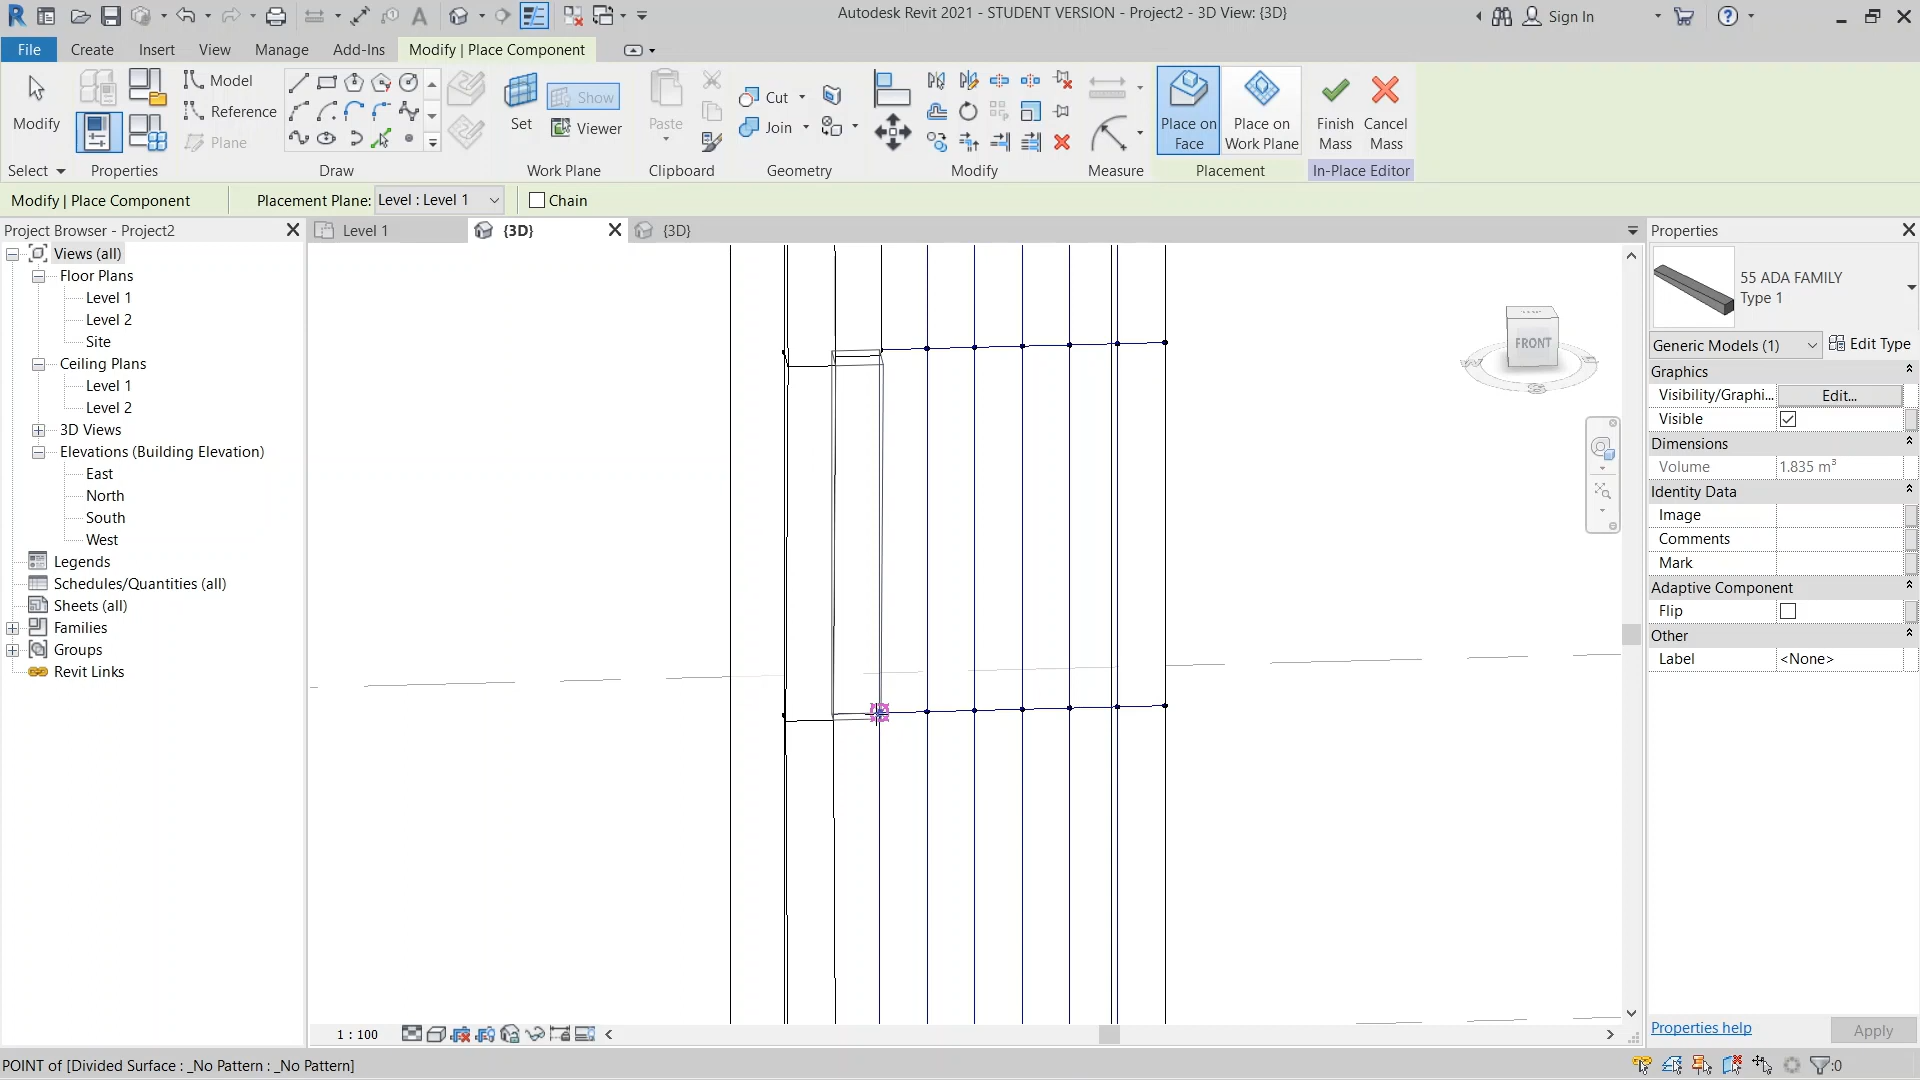 Autodesk Revit 2021 - STUDENT VERSION - Project2 - 3D View: {3D}
Sign In
File
Create
Insert
View
Manage
Add-Ins
Modify | Place Component
Modify
Model
Reference
Plane
Set
Show
Viewer
Paste
Cut
Join
Place on Face
Place on Work Plane
Finish Mass
Cancel Mass
Select
Properties
Draw
Work Plane
Clipboard
Geometry
Modify
Measure
Placement
In-Place Editor
Modify | Place Component
Placement Plane: Level : Level 1
Chain
Project Browser - Project2
Level 1
{3D}
{3D}
Properties
Views (all)
Floor Plans
Level 1
Level 2
Site
Ceiling Plans
Level 1
Level 2
3D Views
Elevations (Building Elevation)
East
North
South
West
Legends
Schedules/Quantities (all)
Sheets (all)
Families
Groups
Revit Links
FRONT
55 ADA FAMILY
Type 1
Generic Models (1)
Edit Type
Graphics
Visibility/Graphi... Edit...
Visible
Dimensions
Volume 1.835 m³
Identity Data
Image
Comments
Mark
Adaptive Component
Flip
Other
Label <None>
Properties help
Apply
1 : 100
POINT of [Divided Surface : _No Pattern : _No Pattern]
:0